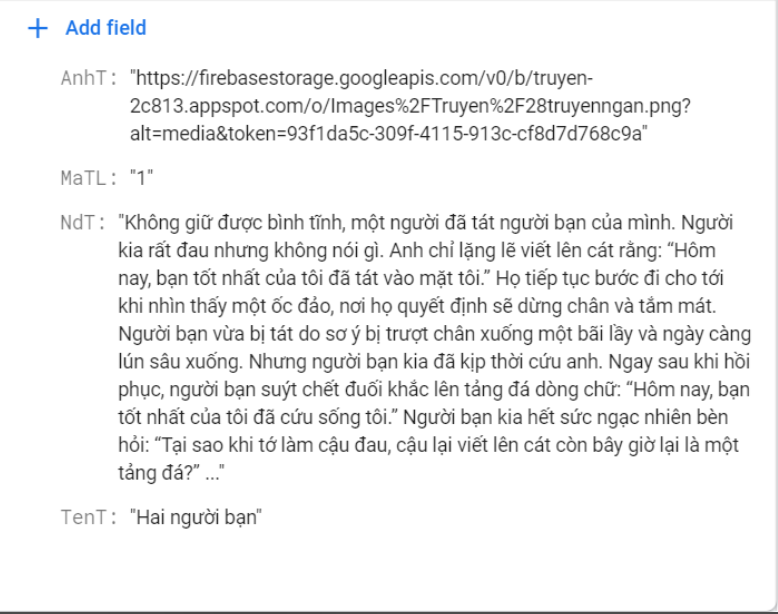 + Add field
AnhT: "https://firebasestorage.googleapis.com/v0/b/truyen-
2c813.appspot.com/o/Images%2FTruyen%2F28truyenngan.png?
alt=media&token=93f1da5c-309f-4115-913c-cf8d7d768c9a"
MaTL: "1"
NdT: "Không giữ được bình tĩnh, một người đã tát người bạn của mình. Người
kia rất đau nhưng không nói gì. Anh chỉ lặng lẽ viết lên cát rằng: “Hôm
nay, bạn tốt nhất của tôi đã tát vào mặt tôi.” Họ tiếp tục bước đi cho tới
khi nhìn thấy một ốc đảo, nơi họ quyết định sẽ dừng chân và tắm mát.
Người bạn vừa bị tát do sơ ý bị trượt chân xuống một bãi lầy và ngày càng
lún sâu xuống. Nhưng người bạn kia đã kịp thời cứu anh. Ngay sau khi hồi
phục, người bạn suýt chết đuối khắc lên tảng đá dòng chữ: “Hôm nay, bạn
tốt nhất của tôi đã cứu sống tôi.” Người bạn kia hết sức ngạc nhiên bèn
hỏi: “Tại sao khi tớ làm cậu đau, cậu lại viết lên cát còn bây giờ lại là một
tảng đá?” ..."
TenT: "Hai người bạn"